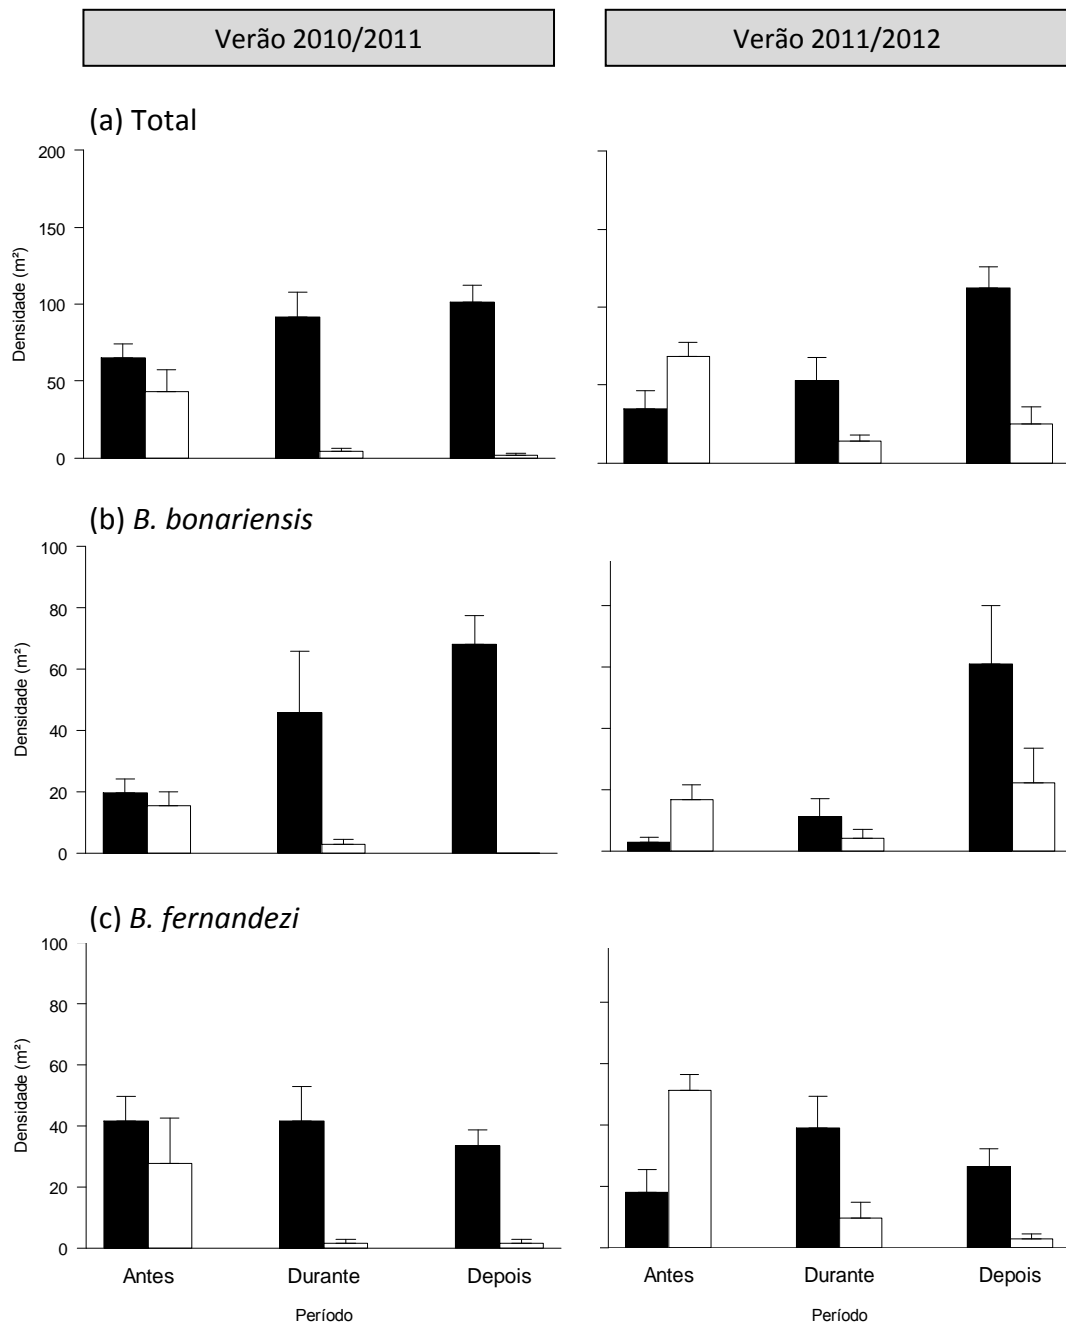 Verão 2010/2011
Verão 2011/2012
(a) Total
200
150
100
50
0
Densidade (m²)
(b) B. bonariensis
100
80
60
40
20
0
Densidade (m²)
(c) B. fernandezi
100
80
60
40
20
0
Densidade (m²)
Antes Durante Depois
Período
Antes Durante Depois
Período